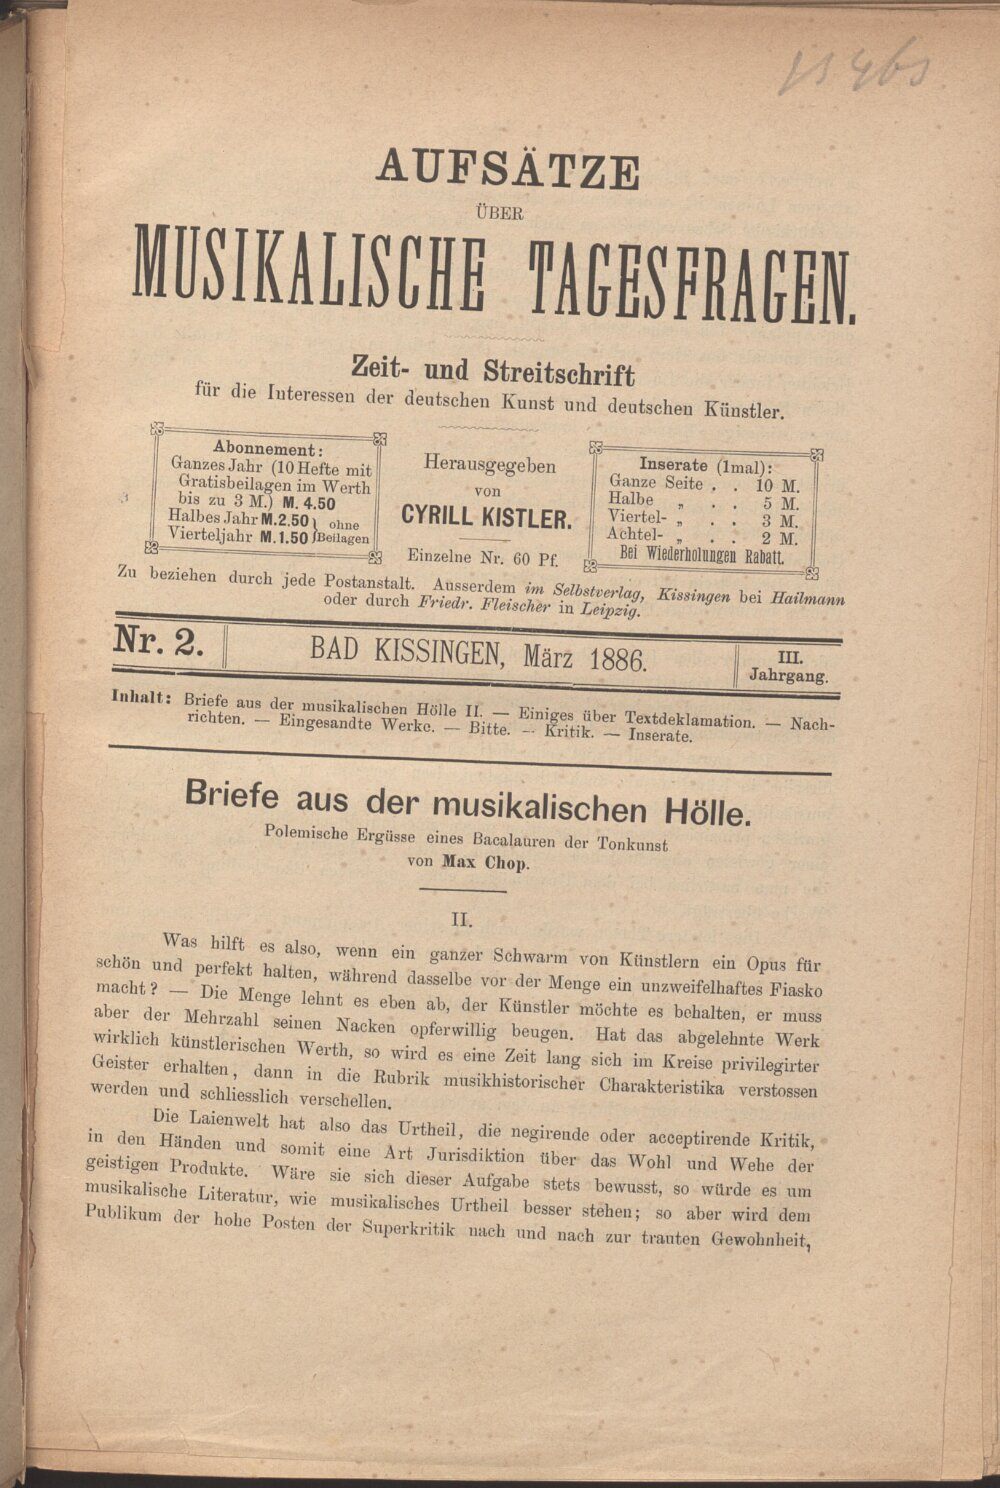 AUFSÄTZE
ÜBER
MUSIKALISCHE TAGESFRAGEN.
Zeit- und Streitschrift
für die Interessen der deutschen Kunst und deutschen Künstler.
Abonnement:
Ganzes Jahr (10 Hefte mit
Gratisbeilagen im Werth
bis zu 3 M.) M. 4.50
Halbes Jahr M. 2.50 } ohne
Vierteljahr M. 1.50 } Beilagen
Herausgegeben
von
CYRILL KISTLER.
Einzelne Nr. 60 Pf.
Inserate (1mal):
Ganze Seite . . 10 M.
Halbe „ . . 5 M.
Viertel- „ . . 3 M.
Achtel- „ . . 2 M.
Bei Wiederholungen Rabatt.
Zu beziehen durch jede Postanstalt. Ausserdem im Selbstverlag, Kissingen bei Hailmann
oder durch Friedr. Fleischer in Leipzig.
Nr. 2. BAD KISSINGEN, März 1886. III.
Jahrgang.
Inhalt: Briefe aus der musikalischen Hölle II. — Einiges über Textdeklamation. — Nach-
richten. — Eingesandte Werke. — Bitte. — Kritik. — Inserate.
Briefe aus der musikalischen Hölle.
Polemische Ergüsse eines Bacalauren der Tonkunst
von Max Chop.
II.
Was hilft es also, wenn ein ganzer Schwarm von Künstlern ein Opus für
schön und perfekt halten, während dasselbe vor der Menge ein unzweifelhaftes Fiasko
macht? — Die Menge lehnt es eben ab, der Künstler möchte es behalten, er muss
aber der Mehrzahl seinen Nacken opferwillig beugen. Hat das abgelehnte Werk
wirklich künstlerischen Werth, so wird es eine Zeit lang sich im Kreise privilegirter
Geister erhalten, dann in die Rubrik musikhistorischer Charakteristika verstossen
werden und schliesslich verschellen.
Die Laienwelt hat also das Urtheil, die negirende oder acceptirende Kritik,
in den Händen und somit eine Art Jurisdiktion über das Wohl und Wehe der
geistigen Produkte. Wäre sie sich dieser Aufgabe stets bewusst, so würde es um
musikalische Literatur, wie musikalisches Urtheil besser stehen; so aber wird dem
Publikum der hohe Posten der Superkritik nach und nach zur trauten Gewohnheit,